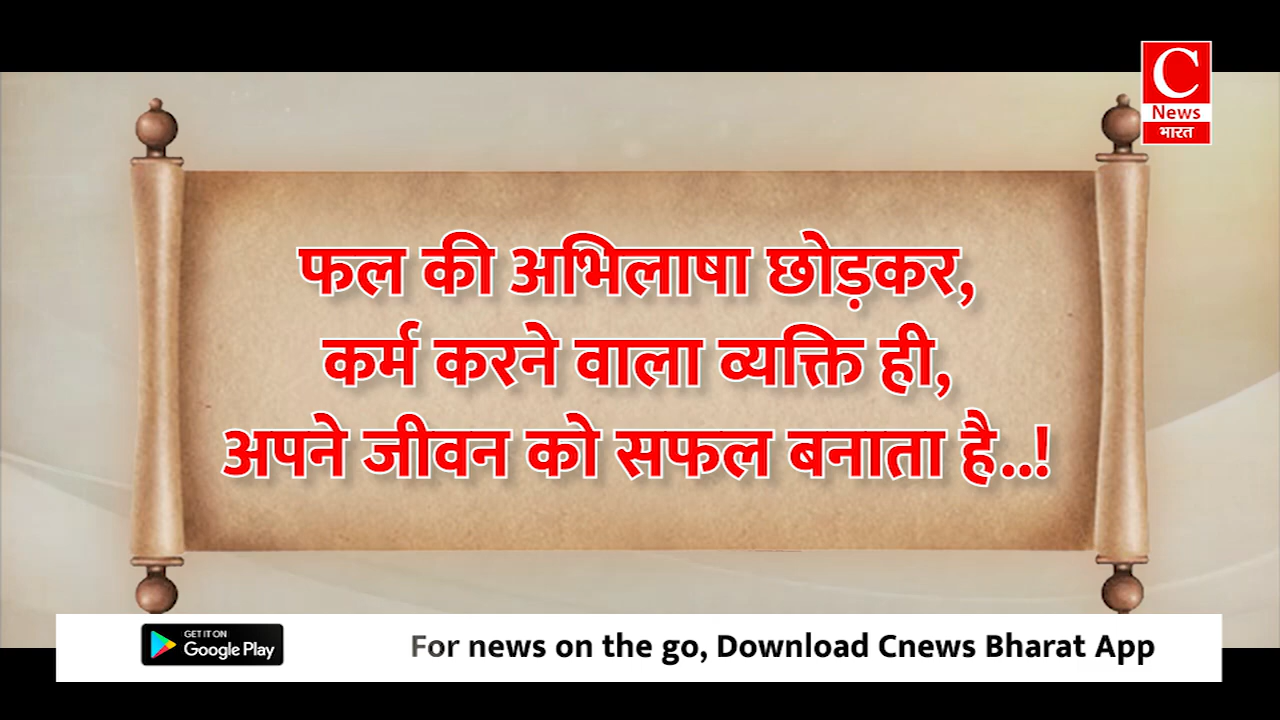 C
News
भारत
फल की अभिलाषा छोड़कर,
कर्म करने वाला व्यक्ति ही,
अपने जीवन को सफल बनाता है..!
GET IT ON
Google Play
For news on the go, Download Cnews Bharat App